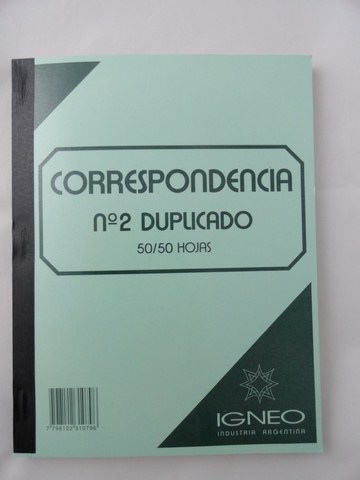 CORRESPONDENCIA
Nº2 DUPLICADO
50/50 HOJAS
IGNEO
INDUSTRIA ARGENTINA